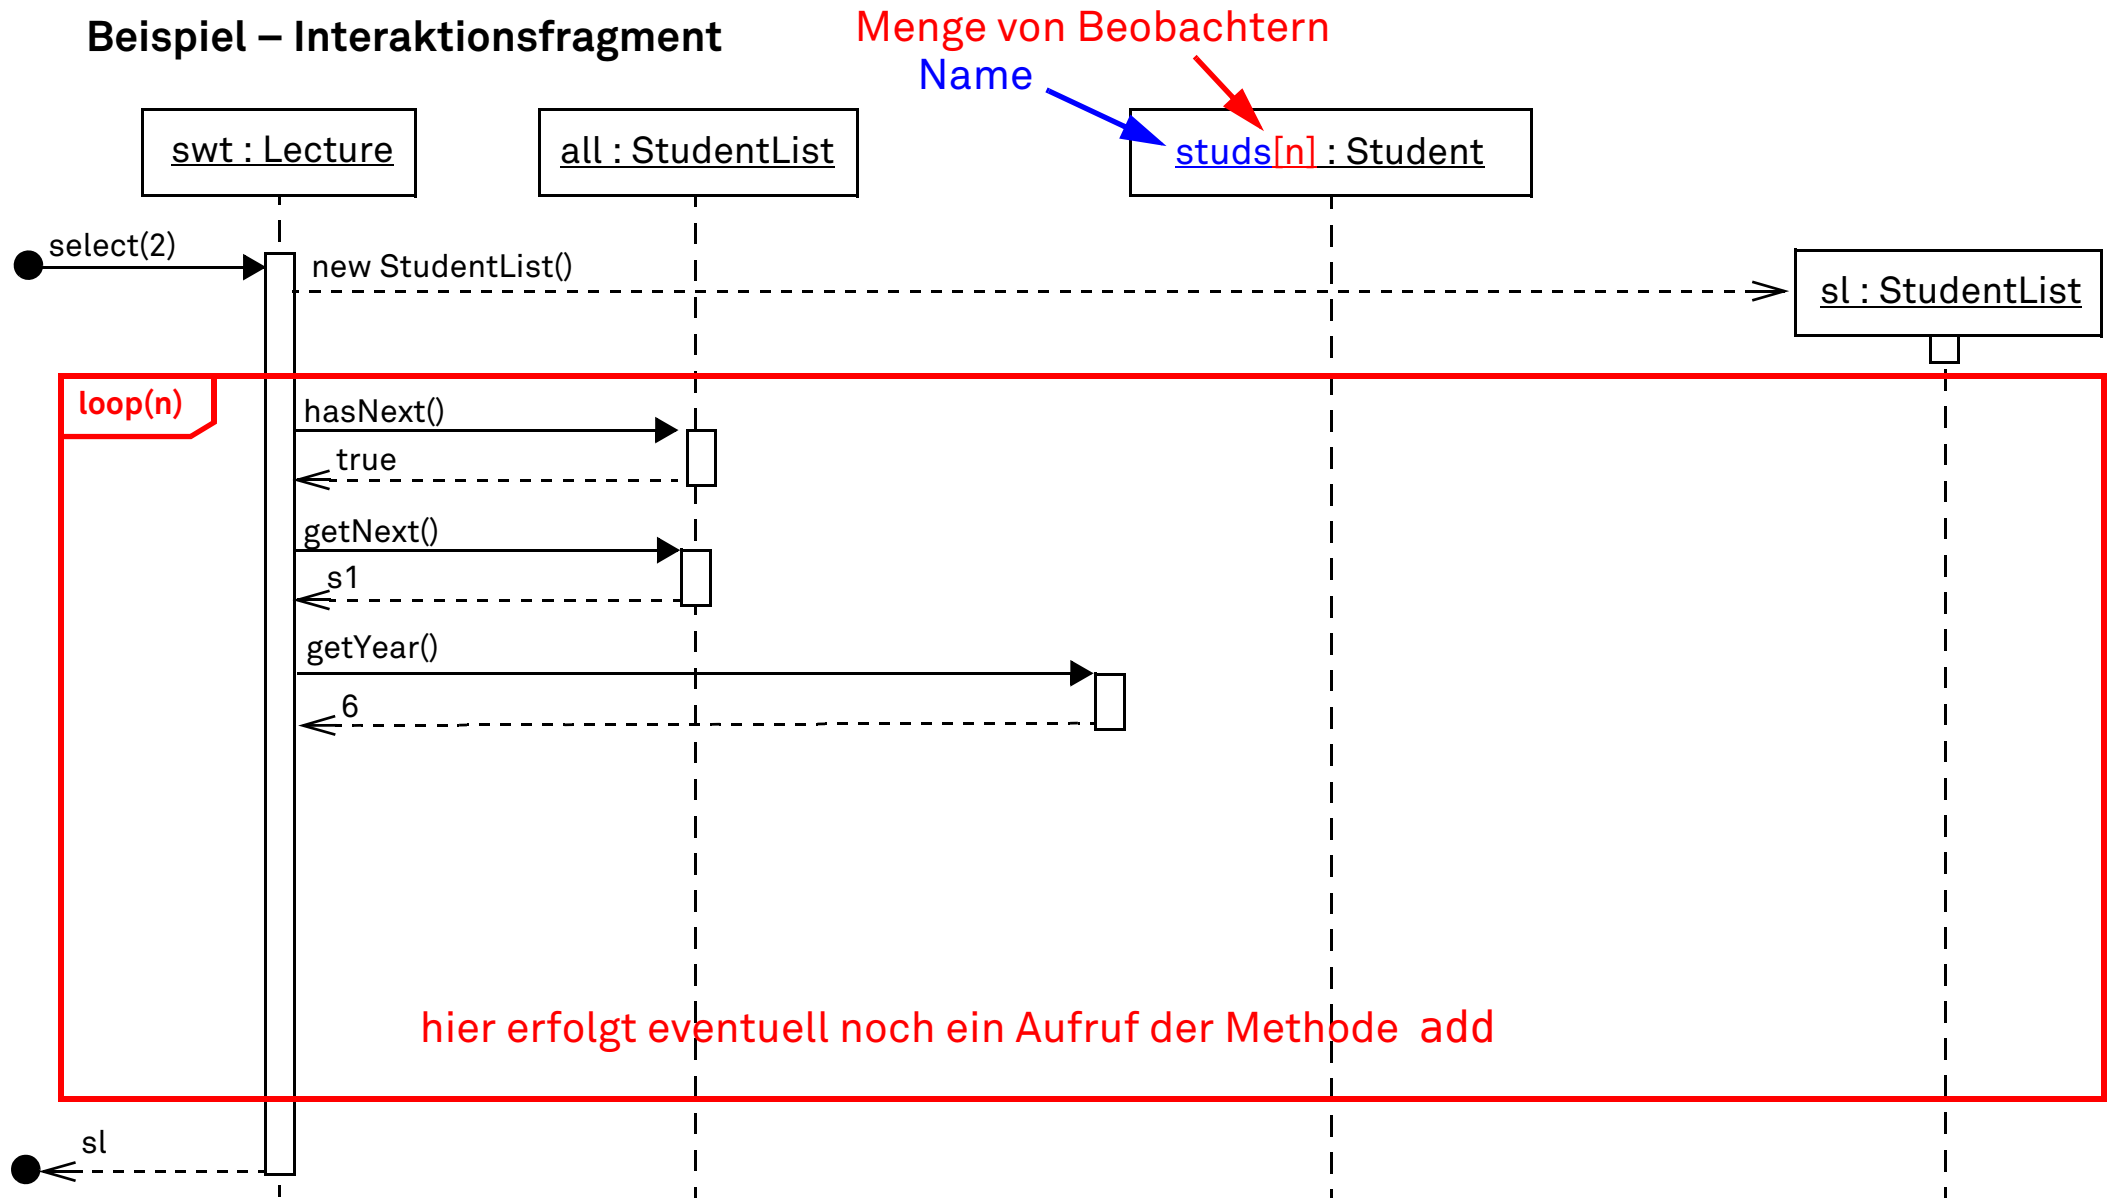 Beispiel – Interaktionsfragment
Menge von Beobachtern
Name
swt : Lecture
all : StudentList
studs[n] : Student
select(2)
new StudentList()
sl : StudentList
loop(n)
hasNext()
true
getNext()
s1
getYear()
6
hier erfolgt eventuell noch ein Aufruf der Methode add
sl